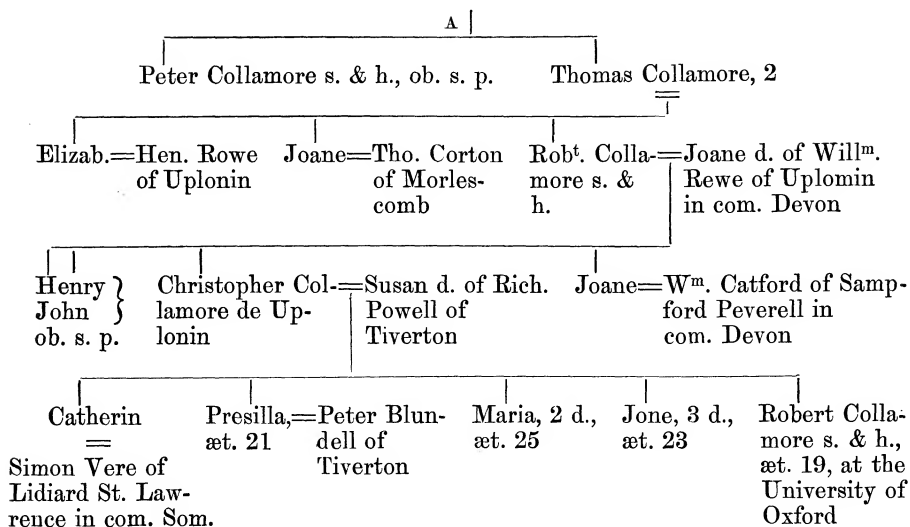 A
Peter Collamore s. & h., ob. s. p.
Thomas Collamore, 2
Elizab.=Hen. Rowe
of Uplonin
Joane=Tho. Corton
of Morles-
comb
Robᵗ. Colla-
more s. &
h.
=Joane d. of Willᵐ.
Rewe of Uplomin
in com. Devon
Henry
John
ob. s. p.
Christopher Col-
lamore de Up-
lonin
=Susan d. of Rich.
Powell of
Tiverton
Joane=Wᵐ. Catford of Samp-
ford Peverell in
com. Devon
Catherin
=
Simon Vere of
Lidiard St. Law-
rence in com. Som.
Presilla,
æt. 21
=Peter Blun-
dell of
Tiverton
Maria, 2 d.,
æt. 25
Jone, 3 d.,
æt. 23
Robert Colla-
more s. & h.,
æt. 19, at the
University of
Oxford